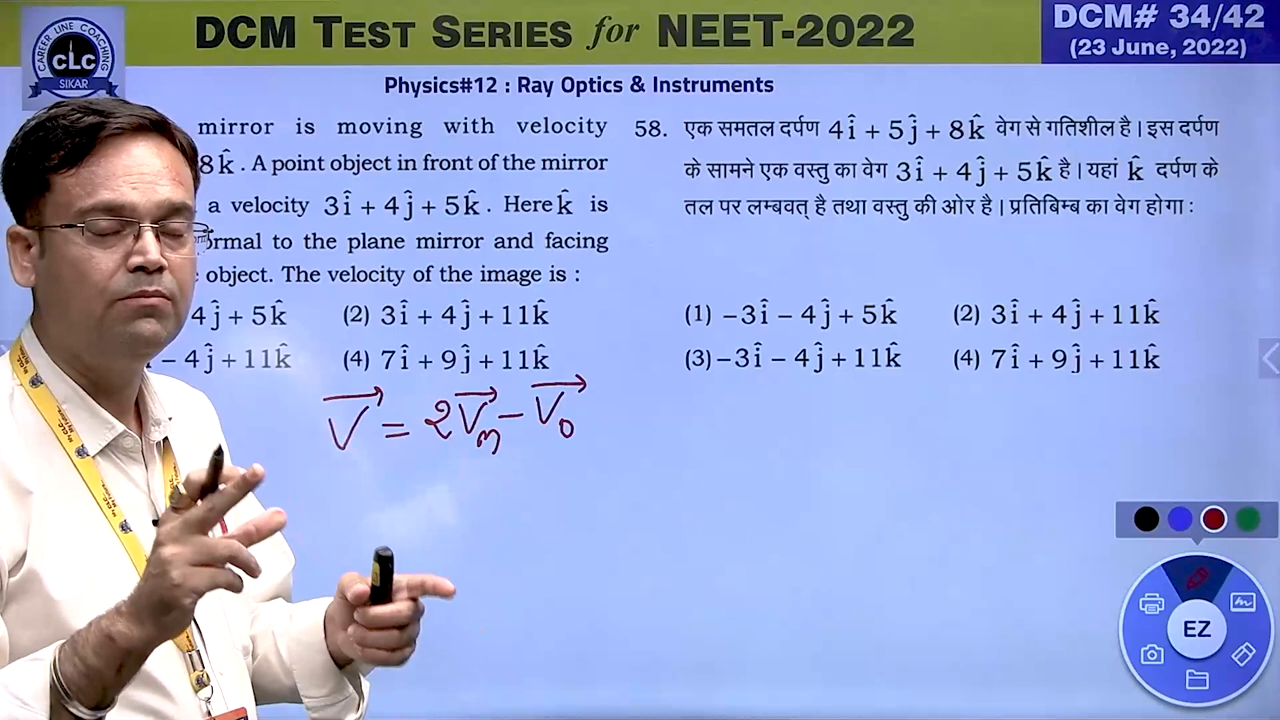 DCM TEST SERIES for NEET-2022
DCM# 34/42
(23 June, 2022)
CAREER LINE COACHING
CLC
SIKAR
Physics#12 : Ray Optics & Instruments
mirror is moving with velocity
8k̂. A point object in front of the mirror
a velocity 3î + 4ĵ + 5k̂. Here k̂ is
normal to the plane mirror and facing
object. The velocity of the image is :
4ĵ + 5k̂ (2) 3î + 4ĵ + 11k̂
− 4ĵ + 11k̂ (4) 7î + 9ĵ + 11k̂
58. एक समतल दर्पण 4î + 5ĵ + 8k̂ वेग से गतिशील है। इस दर्पण
के सामने एक वस्तु का वेग 3î + 4ĵ + 5k̂ है। यहां k̂ दर्पण के
तल पर लम्बवत् है तथा वस्तु की ओर है। प्रतिबिम्ब का वेग होगा :
(1) −3î − 4ĵ + 5k̂ (2) 3î + 4ĵ + 11k̂
(3) −3î − 4ĵ + 11k̂ (4) 7î + 9ĵ + 11k̂
V⃗ = 2V⃗m − V⃗o
EZ